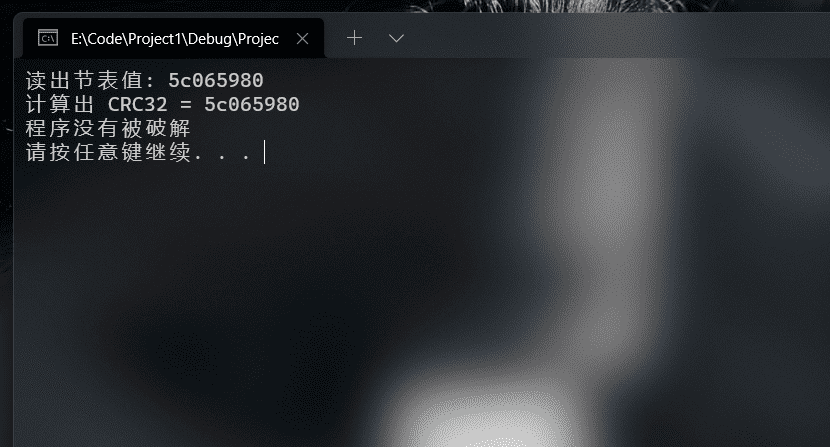 E:\Code\Project1\Debug\Projec
读出节表值: 5c065980
计算出 CRC32 = 5c065980
程序没有被破解
请按任意键继续. . .